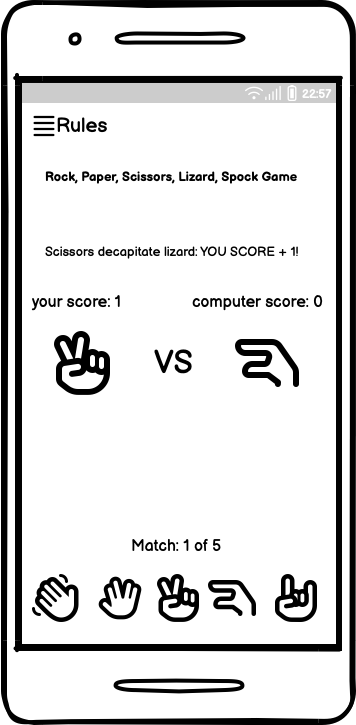 22:57
Rules
Rock, Paper, Scissors, Lizard, Spock Game
Scissors decapitate lizard: YOU SCORE + 1!
your score: 1 computer score: 0
VS
Match: 1 of 5